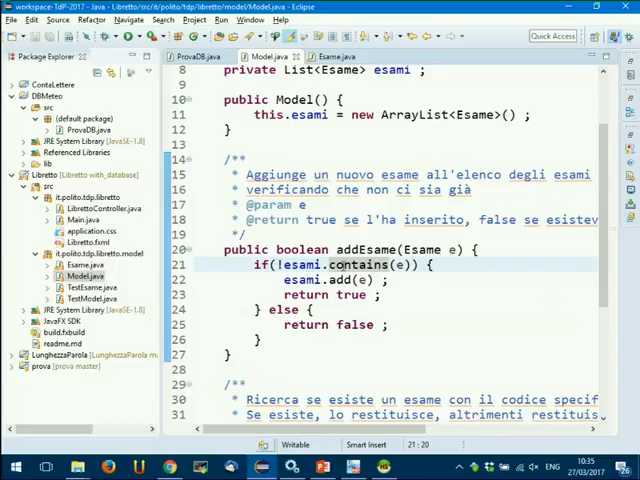 workspace-TdP-2017 - Java - Libretto/src/it/polito/tdp/libretto/model/Model.java - Eclipse
File Edit Source Refactor Navigate Search Project Run Window Help
Quick Access
Package Explorer
ContaLettere
DBMeteo
src
(default package)
ProvaDB.java
JRE System Library [JavaSE-1.8]
Referenced Libraries
lib
Libretto [Libretto with_database]
src
it.polito.tdp.libretto
LibrettoController.java
Main.java
application.css
Libretto.fxml
it.polito.tdp.libretto.model
Esame.java
Model.java
TestEsame.java
TestModel.java
JRE System Library [JavaSE-1.8]
JavaFX SDK
build.fxbuild
readme.md
LunghezzaParola [LunghezzaParola
prova [prova master]
ProvaDB.java Model.java Esame.java
8 private List<Esame> esami ;
9
10 public Model() {
11 this.esami = new ArrayList<Esame>() ;
12 }
13
14 /**
15 * Aggiunge un nuovo esame all'elenco degli esami
16 * verificando che non ci sia già
17 * @param e
18 * @return true se l'ha inserito, false se esistev
19 */
20 public boolean addEsame(Esame e) {
21 if(!esami.contains(e)) {
22 esami.add(e) ;
23 return true ;
24 } else {
25 return false ;
26 }
27 }
28
29 /**
30 * Ricerca se esiste un esame con il codice specif
31 * Se esiste, lo restituisce, altrimenti restituis
Writable Smart Insert 21 : 20
10:35
27/03/2017
26